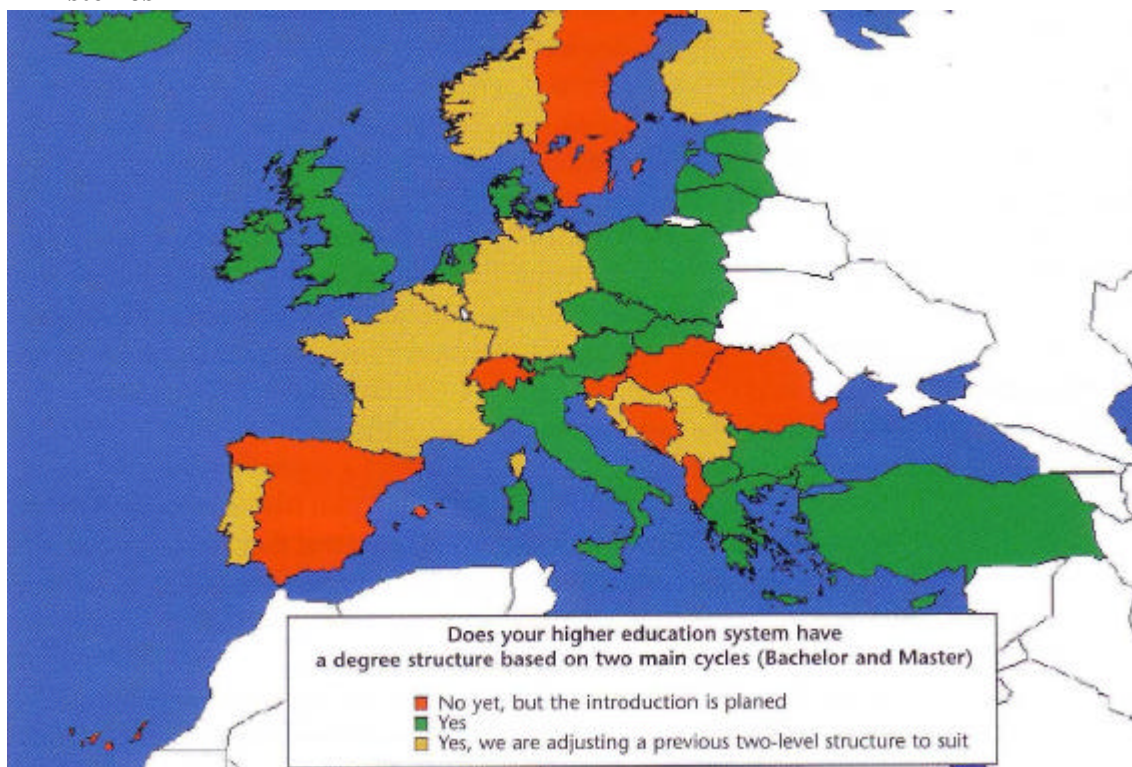 Does your higher education system have
a degree structure based on two main cycles (Bachelor and Master)
No yet, but the introduction is planed
Yes
Yes, we are adjusting a previous two-level structure to suit